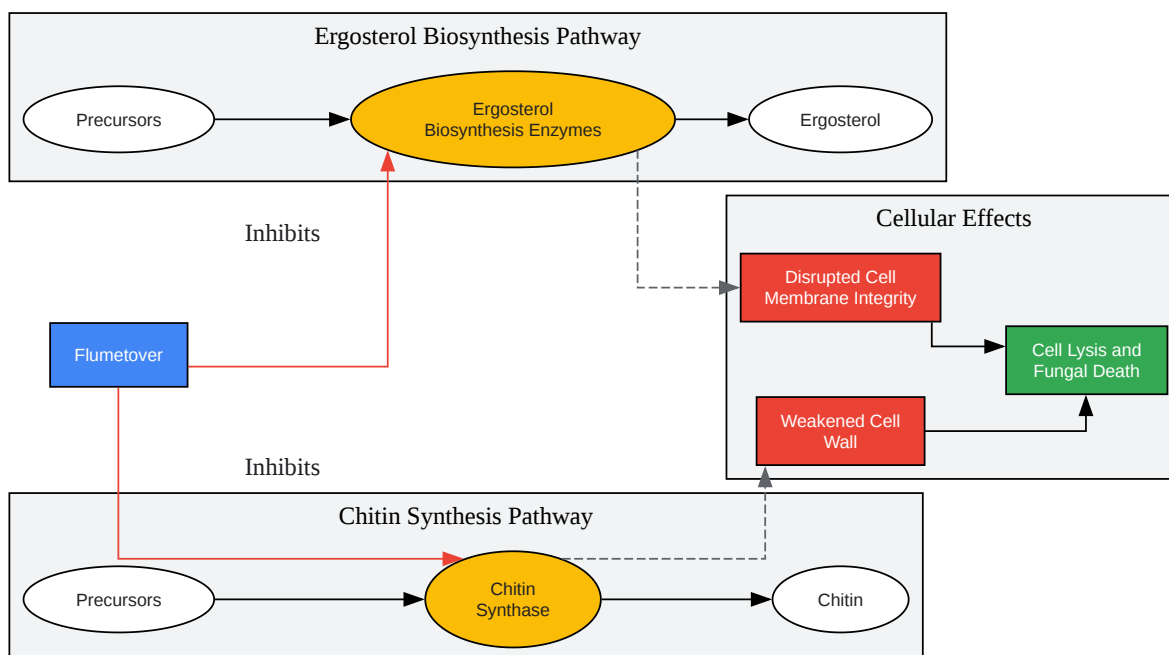 Ergosterol Biosynthesis Pathway
Precursors
Ergosterol
Biosynthesis Enzymes
Ergosterol
Inhibits
Cellular Effects
Disrupted Cell
Membrane Integrity
Flumetover
Cell Lysis and
Fungal Death
Weakened Cell
Wall
Inhibits
Chitin Synthesis Pathway
Precursors
Chitin
Synthase
Chitin